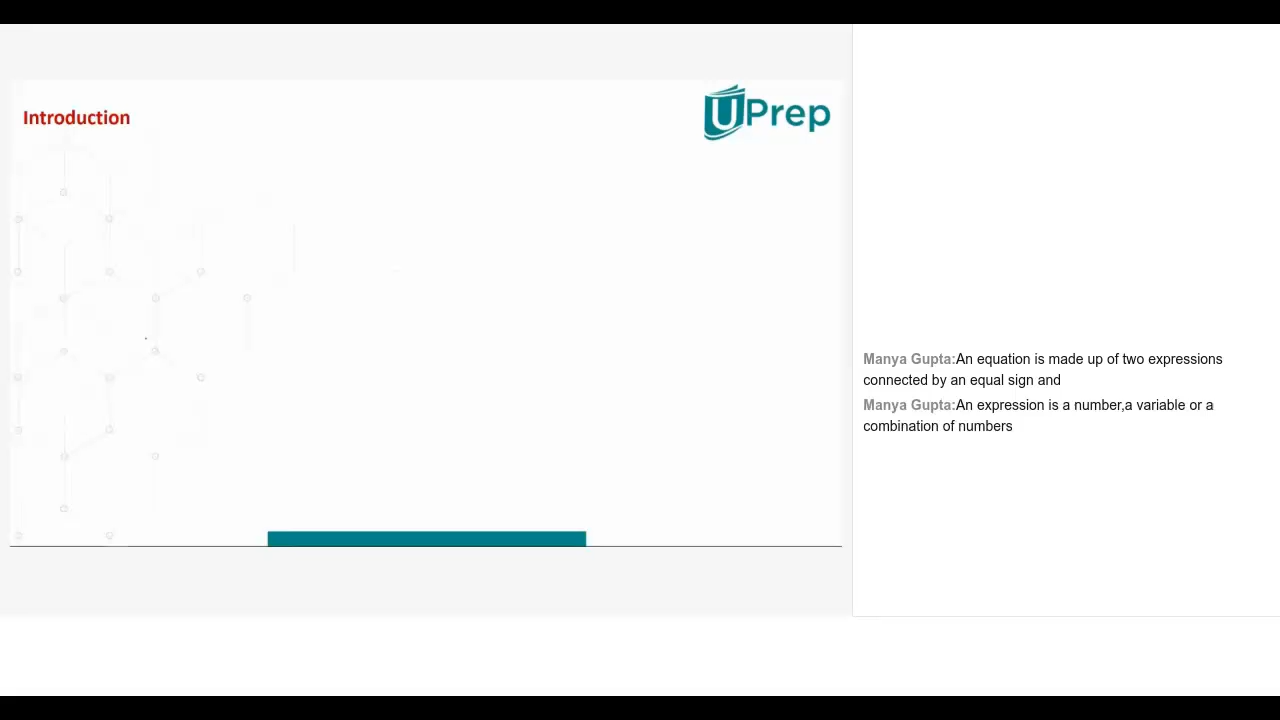 Introduction
UPrep
Manya Gupta:An equation is made up of two expressions
connected by an equal sign and
Manya Gupta:An expression is a number,a variable or a
combination of numbers